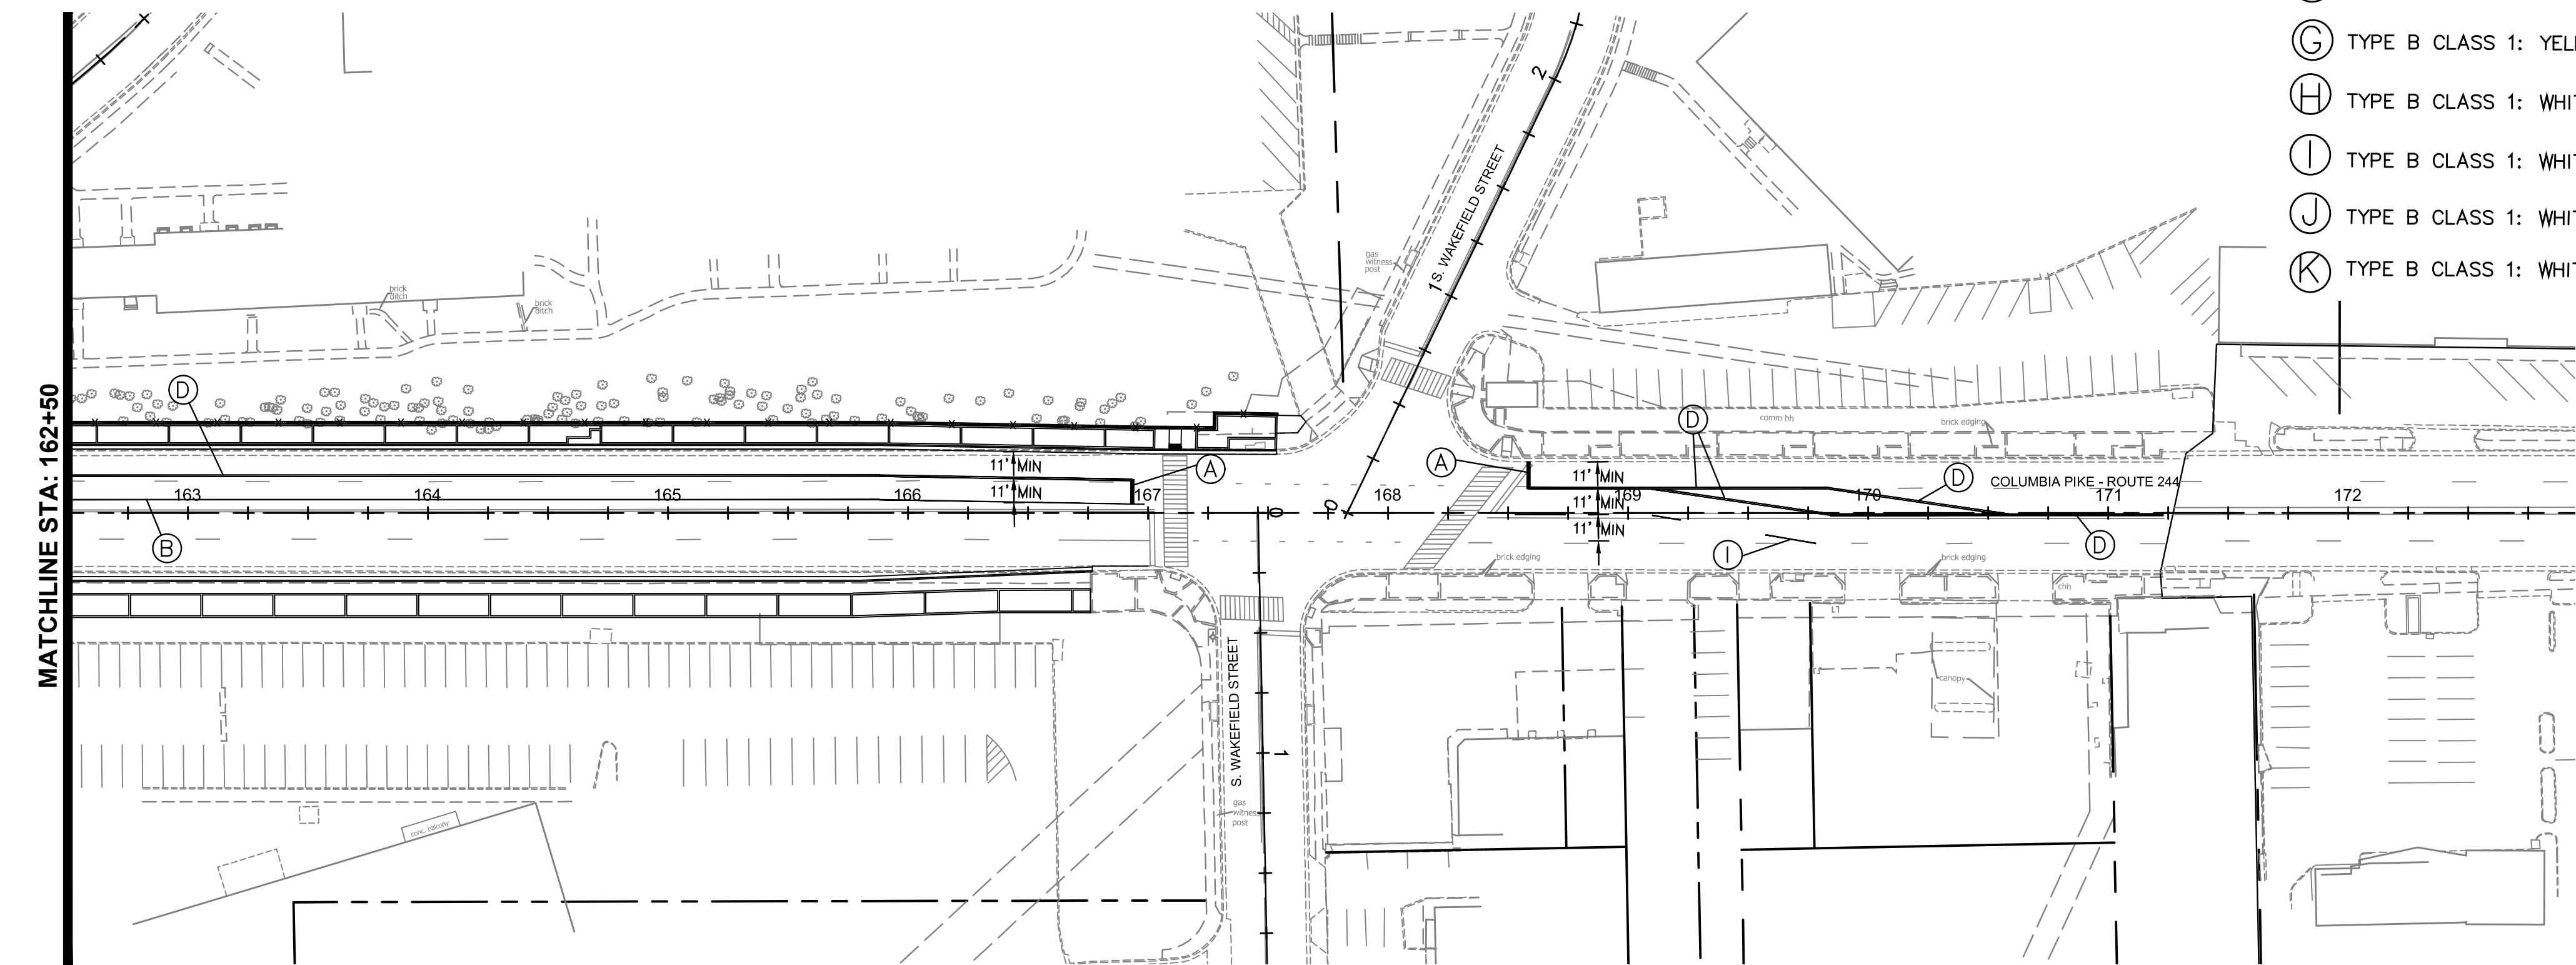 G TYPE B CLASS 1: YEL
H TYPE B CLASS 1: WHI
I TYPE B CLASS 1: WHI
J TYPE B CLASS 1: WHI
K TYPE B CLASS 1: WHI
MATCHLINE STA: 162+50
2
S. WAKEFIELD STREET
1
0
gas
witness
post
brick
ditch
brick
ditch
D
D
comm hh
brick edging
A
A
D
11' MIN
11' MIN
11' MIN
11' MIN
11' MIN
COLUMBIA PIKE - ROUTE 244
163
164
165
166
167
168
169
170
171
172
0
B
I
D
brick edging
brick edging
chh
canopy
S. WAKEFIELD STREET
1
gas
witness
post
conc. balcony